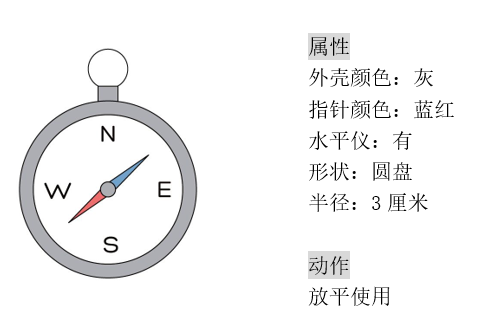 N
W
E
S
属性
外壳颜色：灰
指针颜色：蓝红
水平仪：有
形状：圆盘
半径：3 厘米
动作
放平使用